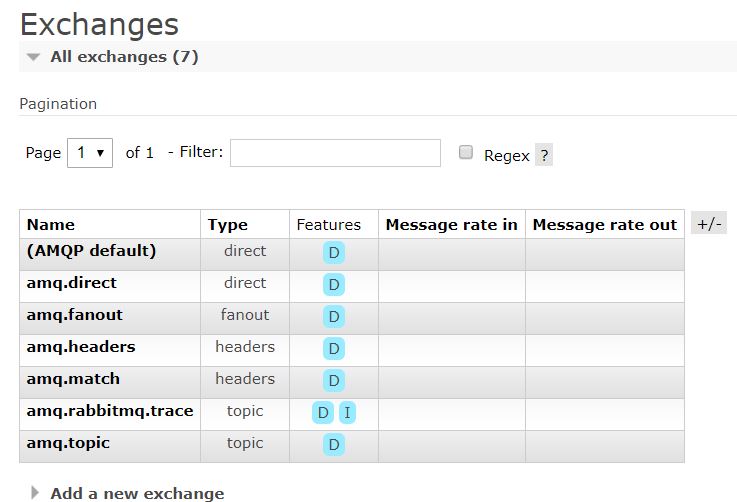 Exchanges
All exchanges (7)
Pagination
Page 1 of 1 - Filter: Regex ?
Name Type Features Message rate in Message rate out +/-
(AMQP default) direct D
amq.direct direct D
amq.fanout fanout D
amq.headers headers D
amq.match headers D
amq.rabbitmq.trace topic D I
amq.topic topic D
Add a new exchange